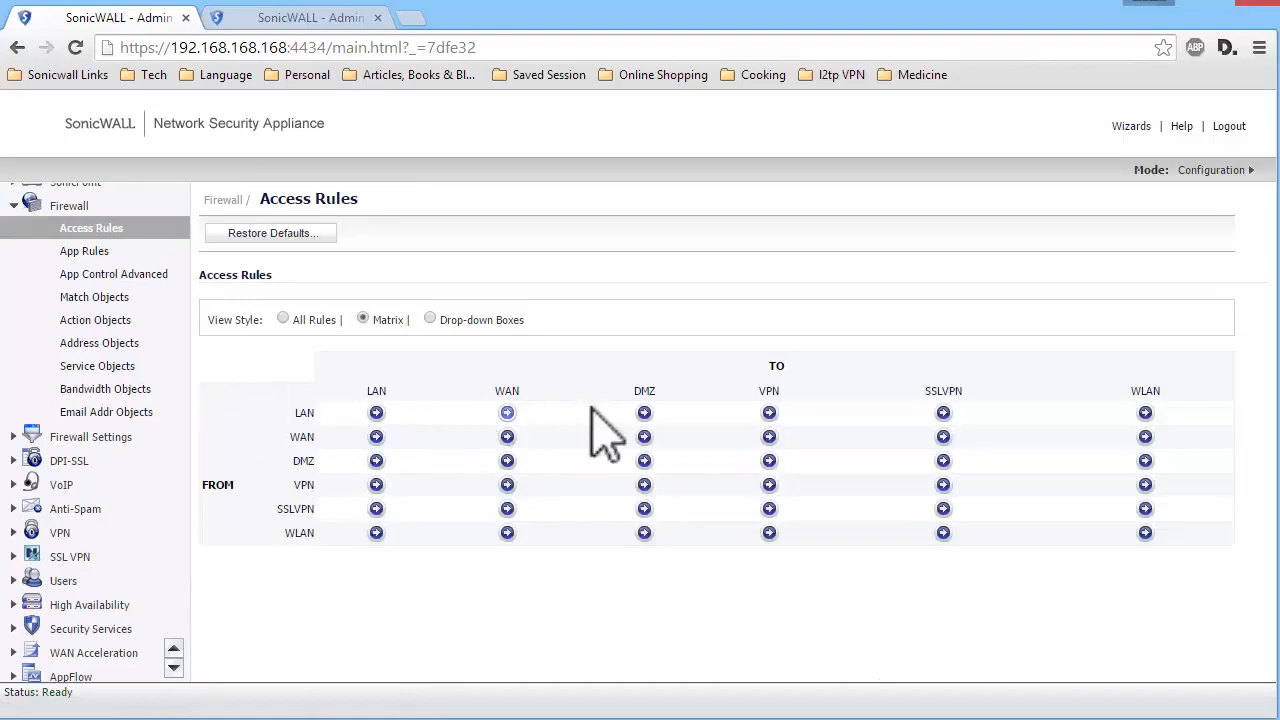 SonicWALL - Admin × SonicWALL - Admin ×
https://192.168.168.168:4434/main.html?_=7dfe32 ABP D.
Sonicwall Links Tech Language Personal Articles, Books & Bl... Saved Session Online Shopping Cooking l2tp VPN Medicine
SonicWALL | Network Security Appliance
Wizards | Help | Logout
Mode: Configuration
SonicPoint
Firewall
Access Rules
App Rules
App Control Advanced
Match Objects
Action Objects
Address Objects
Service Objects
Bandwidth Objects
Email Addr Objects
Firewall Settings
DPI-SSL
VoIP
Anti-Spam
VPN
SSL VPN
Users
High Availability
Security Services
WAN Acceleration
AppFlow
Firewall / Access Rules
Restore Defaults...
Access Rules
View Style: All Rules | Matrix | Drop-down Boxes
TO
LAN WAN DMZ VPN SSLVPN WLAN
LAN
WAN
DMZ
FROM VPN
SSLVPN
WLAN
Status: Ready